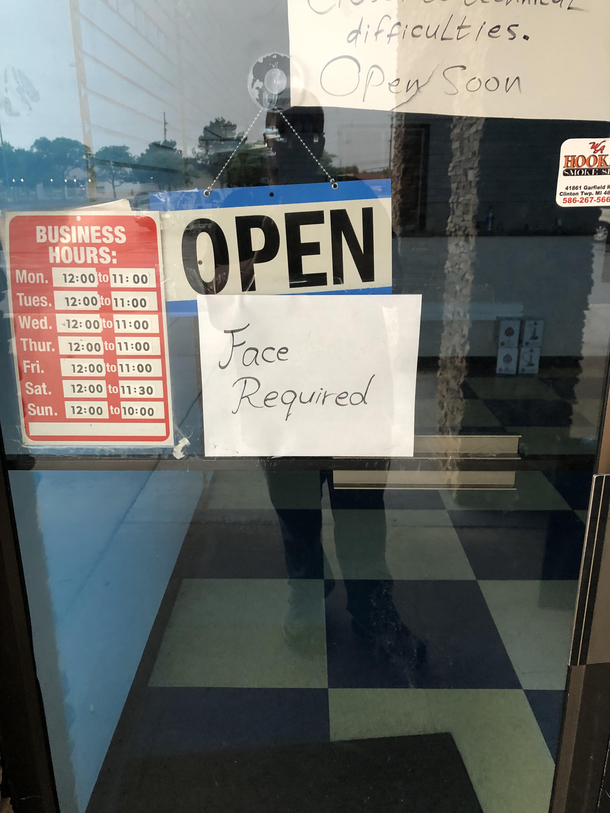 difficulties.
Open Soon
HOOK
SMOKE
41861 Garfield
Clinton Twp. MI
586-267-566
OPEN
BUSINESS
HOURS:
Mon. 12:00 to 11:00
Tues. 12:00 to 11:00
Wed. 12:00 to 11:00
Thur. 12:00 to 11:00
Fri. 12:00 to 11:00
Sat. 12:00 to 11:30
Sun. 12:00 to 10:00
Face
Required